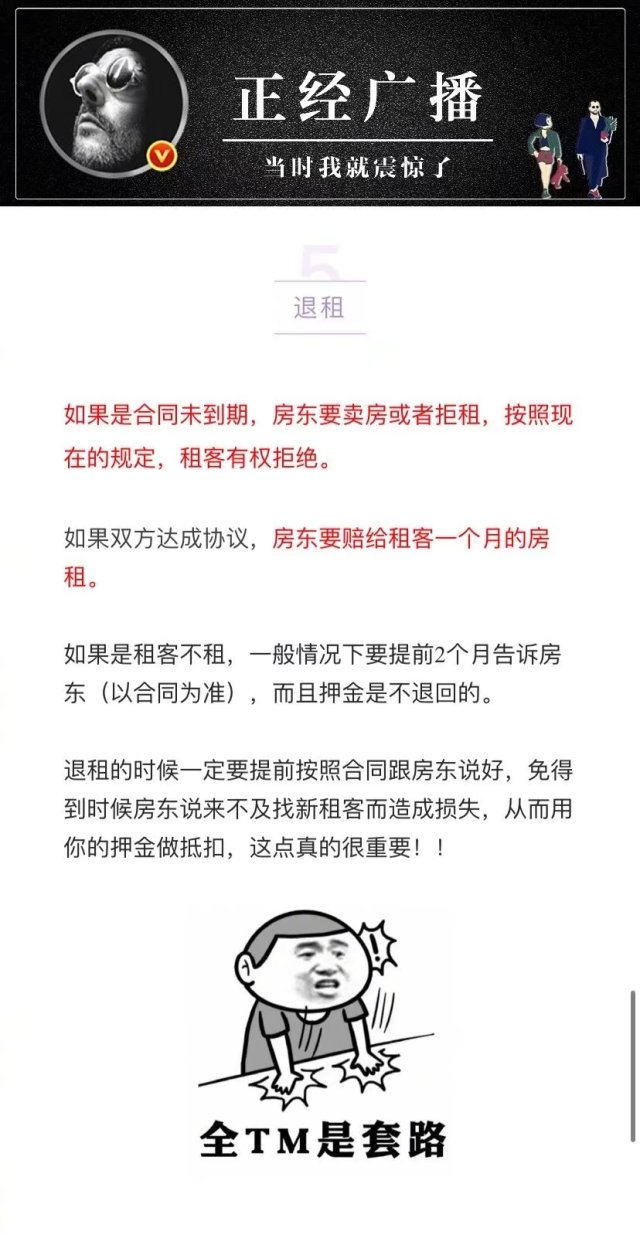 正经广播
当时我就震惊了
5
退租
如果是合同未到期，房东要卖房或者拒租，按照现
在的规定，租客有权拒绝。
如果双方达成协议，房东要赔给租客一个月的房
租。
如果是租客不租，一般情况下要提前2个月告诉房
东（以合同为准），而且押金是不退回的。
退租的时候一定要提前按照合同跟房东说好，免得
到时候房东说来不及找新租客而造成损失，从而用
你的押金做抵扣，这点真的很重要！！
!
全TM是套路